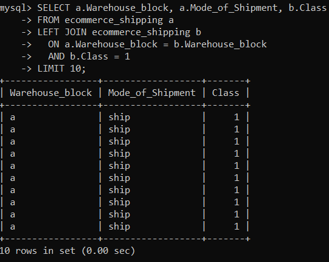 mysql> SELECT a.Warehouse_block, a.Mode_of_Shipment, b.Class
    -> FROM ecommerce_shipping a
    -> LEFT JOIN ecommerce_shipping b
    ->   ON a.Warehouse_block = b.Warehouse_block
    ->   AND b.Class = 1
    -> LIMIT 10;
+-----------------+------------------+-------+
| Warehouse_block | Mode_of_Shipment | Class |
+-----------------+------------------+-------+
| a               | ship             |     1 |
| a               | ship             |     1 |
| a               | ship             |     1 |
| a               | ship             |     1 |
| a               | ship             |     1 |
| a               | ship             |     1 |
| a               | ship             |     1 |
| a               | ship             |     1 |
| a               | ship             |     1 |
| a               | ship             |     1 |
+-----------------+------------------+-------+
10 rows in set (0.00 sec)